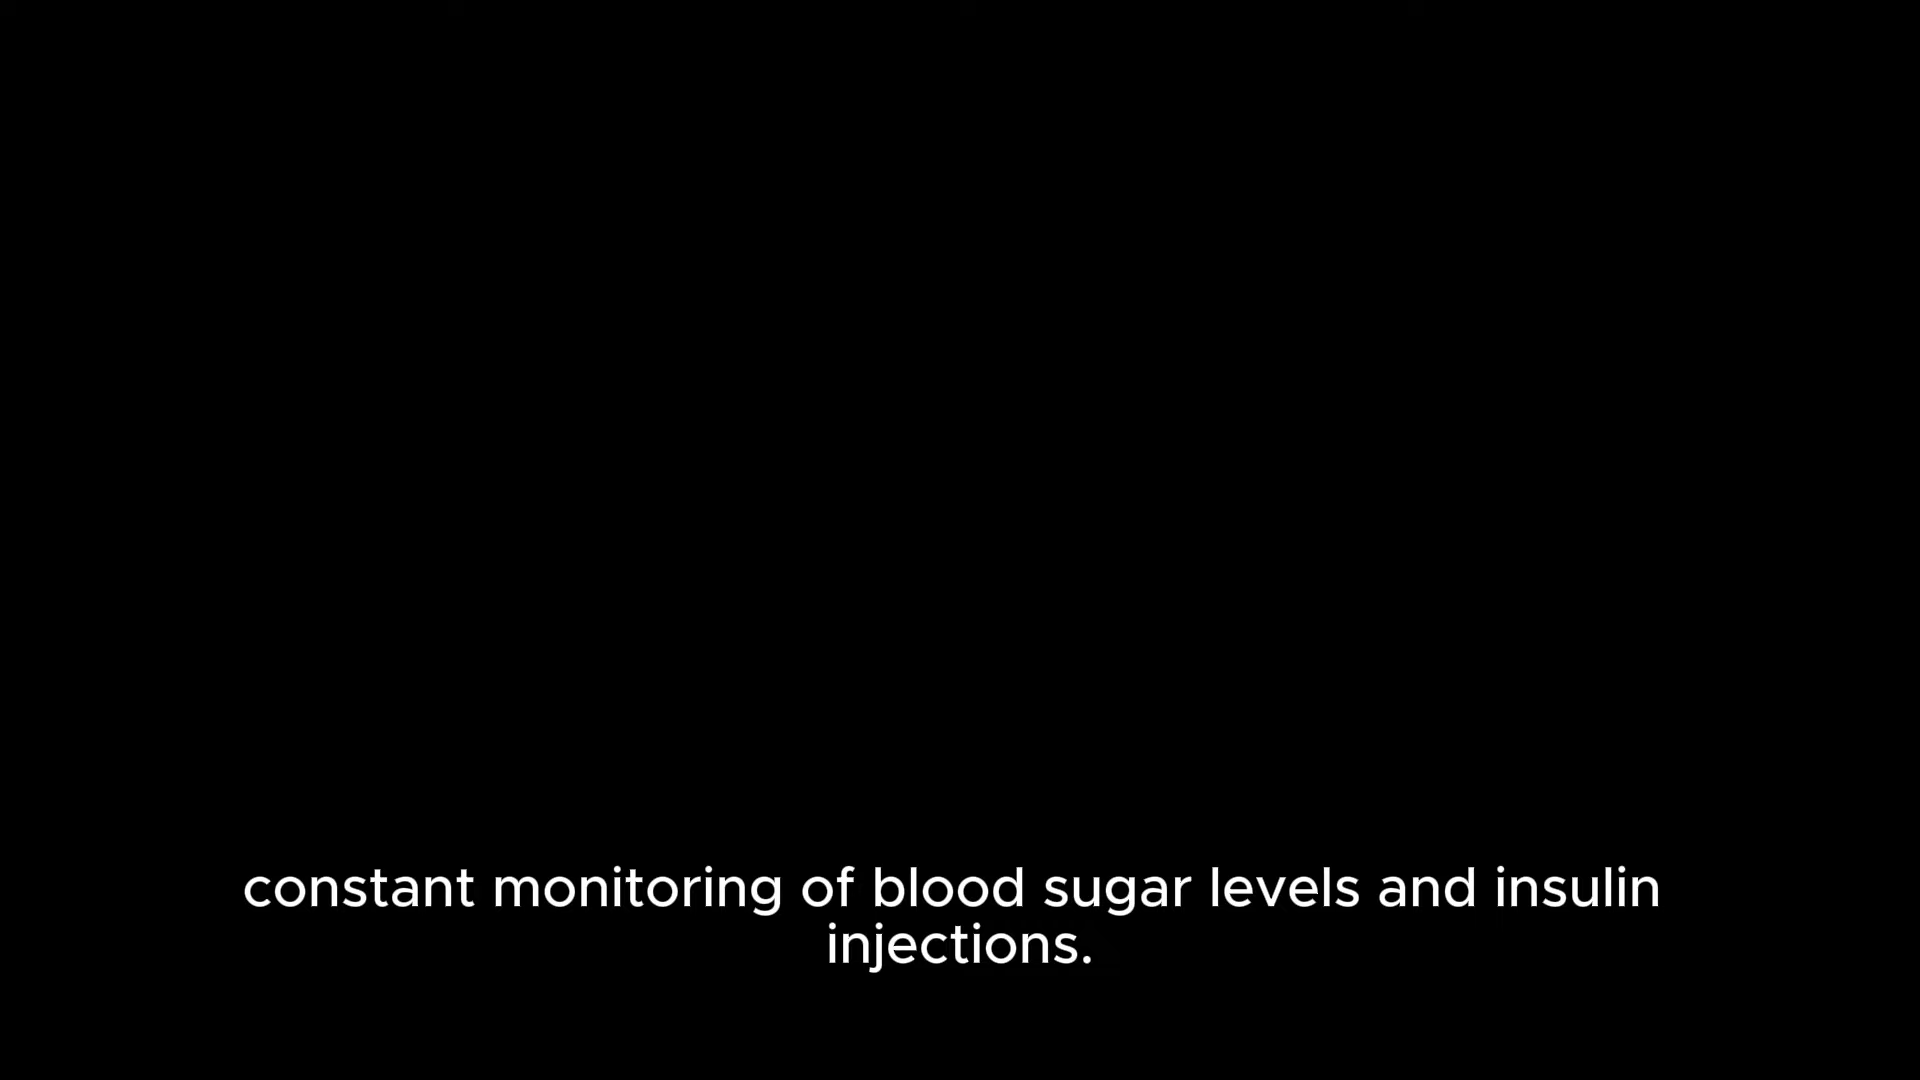 constant monitoring of blood sugar levels and insulin
injections.